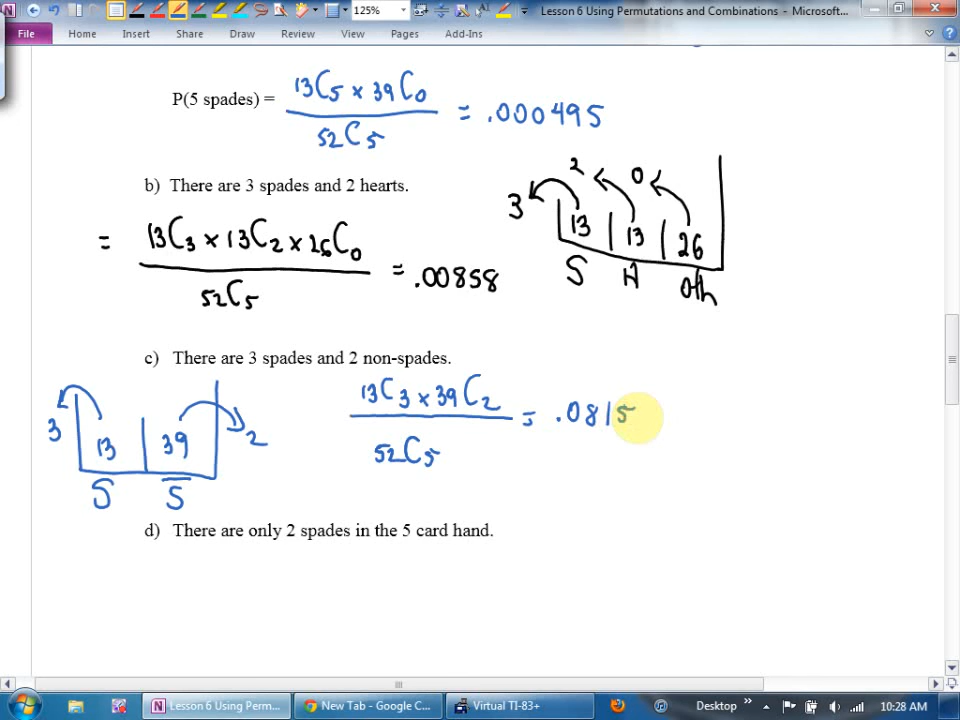 125%
Lesson 6 Using Permutations and Combinations - Microsoft...
File Home Insert Share Draw Review View Pages Add-Ins
P(5 spades) = 13C5 × 39C0 / 52C5 = .000495
b) There are 3 spades and 2 hearts.
= 13C3 × 13C2 × 26C0 / 52C5 = .00858
3 2 0
13 13 26
S H Oth
c) There are 3 spades and 2 non-spades.
13C3 × 39C2 / 52C5 = .0815
3 13 39 2
S S̅
d) There are only 2 spades in the 5 card hand.
Lesson 6 Using Perm... New Tab - Google C... Virtual TI-83+ Desktop » 10:28 AM